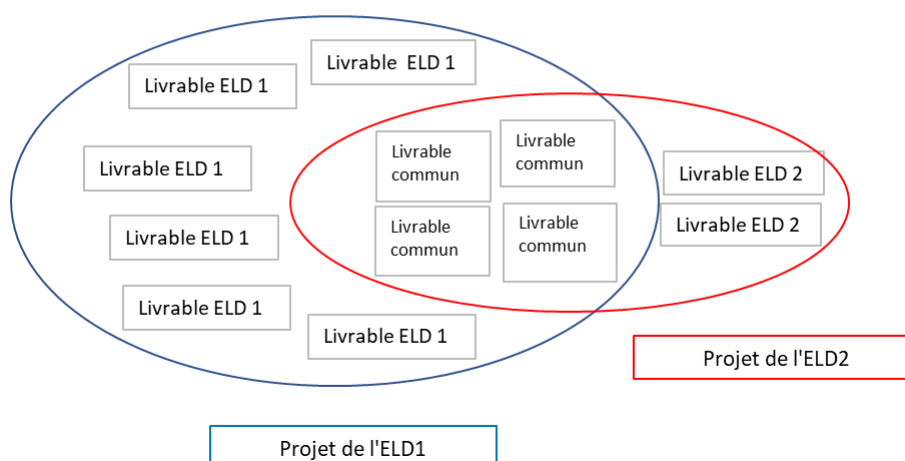 Livrable  ELD 1
Livrable ELD 1
Livrable
commun
Livrable
commun
Livrable ELD 1
Livrable ELD 2
Livrable
commun
Livrable
commun
Livrable ELD 2
Livrable ELD 1
Livrable ELD 1
Livrable ELD 1
Projet de l'ELD2
Projet de l'ELD1